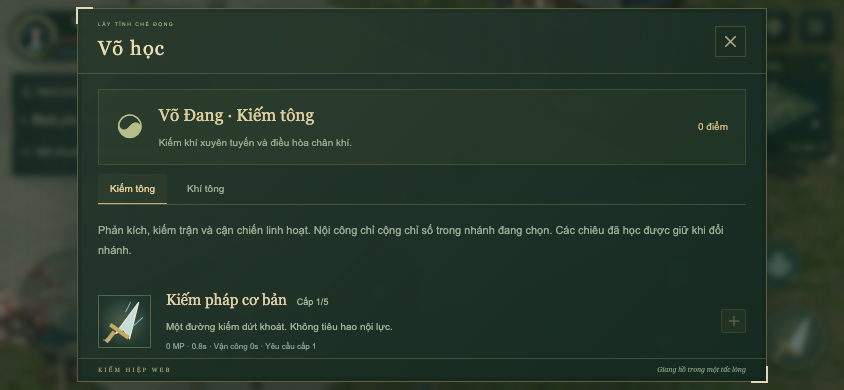 LẤY TĨNH CHẾ ĐỘNG
Võ học
Võ Đang · Kiếm tông
Kiếm khí xuyên tuyến và điều hòa chân khí.
0 điểm
Kiếm tông
Khí tông
Phản kích, kiếm trận và cận chiến linh hoạt. Nội công chỉ cộng chỉ số trong nhánh đang chọn. Các chiêu đã học được giữ khi đổi
nhánh.
Kiếm pháp cơ bản Cấp 1/5
Một đường kiếm dứt khoát. Không tiêu hao nội lực.
0 MP · 0.8s · Vận công 0s · Yêu cầu cấp 1
KIẾM HIỆP WEB
Giang hồ trong một tấc lòng